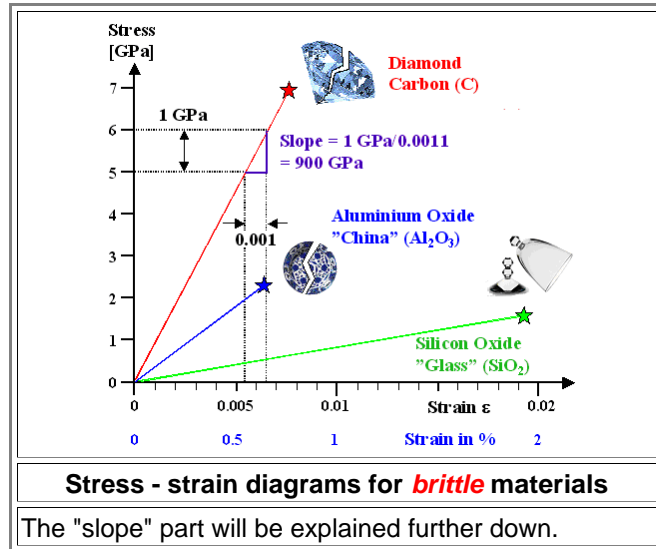 Stress
[GPa]
Diamond
Carbon (C)
7
1 GPa
6
Slope = 1 GPa/0.0011
= 900 GPa
5
Aluminium Oxide
"China" (Al₂O₃)
4
0.001
3
2
1
Silicon Oxide
"Glass" (SiO₂)
0
0 0.005 0.01 Strain ε 0.02
0 0.5 1 Strain in % 2
Stress - strain diagrams for brittle materials
The "slope" part will be explained further down.